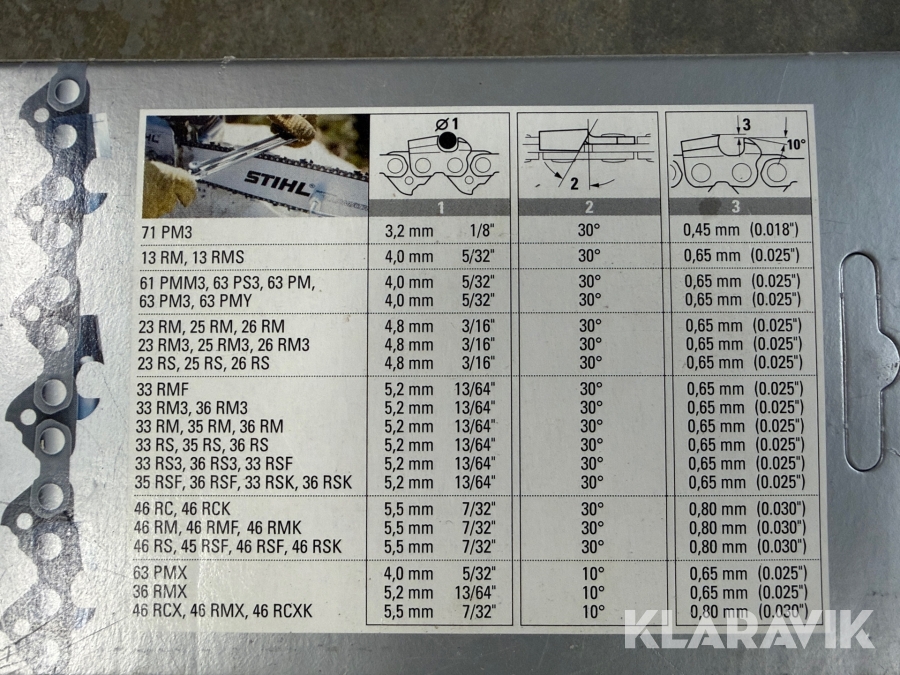 KLARAVIK
STIHL
Ø 1
2
3
10°
1 2 3
71 PM3 3,2 mm 1/8" 30° 0,45 mm (0.018")
13 RM, 13 RMS 4,0 mm 5/32" 30° 0,65 mm (0.025")
61 PMM3, 63 PS3, 63 PM, 4,0 mm 5/32" 30° 0,65 mm (0.025")
63 PM3, 63 PMY 4,0 mm 5/32" 30° 0,65 mm (0.025")
23 RM, 25 RM, 26 RM 4,8 mm 3/16" 30° 0,65 mm (0.025")
23 RM3, 25 RM3, 26 RM3 4,8 mm 3/16" 30° 0,65 mm (0.025")
23 RS, 25 RS, 26 RS 4,8 mm 3/16" 30° 0,65 mm (0.025")
33 RMF 5,2 mm 13/64" 30° 0,65 mm (0.025")
33 RM3, 36 RM3 5,2 mm 13/64" 30° 0,65 mm (0.025")
33 RM, 35 RM, 36 RM 5,2 mm 13/64" 30° 0,65 mm (0.025")
33 RS, 35 RS, 36 RS 5,2 mm 13/64" 30° 0,65 mm (0.025")
33 RS3, 36 RS3, 33 RSF 5,2 mm 13/64" 30° 0,65 mm (0.025")
35 RSF, 36 RSF, 33 RSK, 36 RSK 5,2 mm 13/64" 30° 0,65 mm (0.025")
46 RC, 46 RCK 5,5 mm 7/32" 30° 0,80 mm (0.030")
46 RM, 46 RMF, 46 RMK 5,5 mm 7/32" 30° 0,80 mm (0.030")
46 RS, 45 RSF, 46 RSF, 46 RSK 5,5 mm 7/32" 30° 0,80 mm (0.030")
63 PMX 4,0 mm 5/32" 10° 0,65 mm (0.025")
36 RMX 5,2 mm 13/64" 10° 0,65 mm (0.025")
46 RCX, 46 RMX, 46 RCXK 5,5 mm 7/32" 10° 0,80 mm (0.030")
KLARAVIK